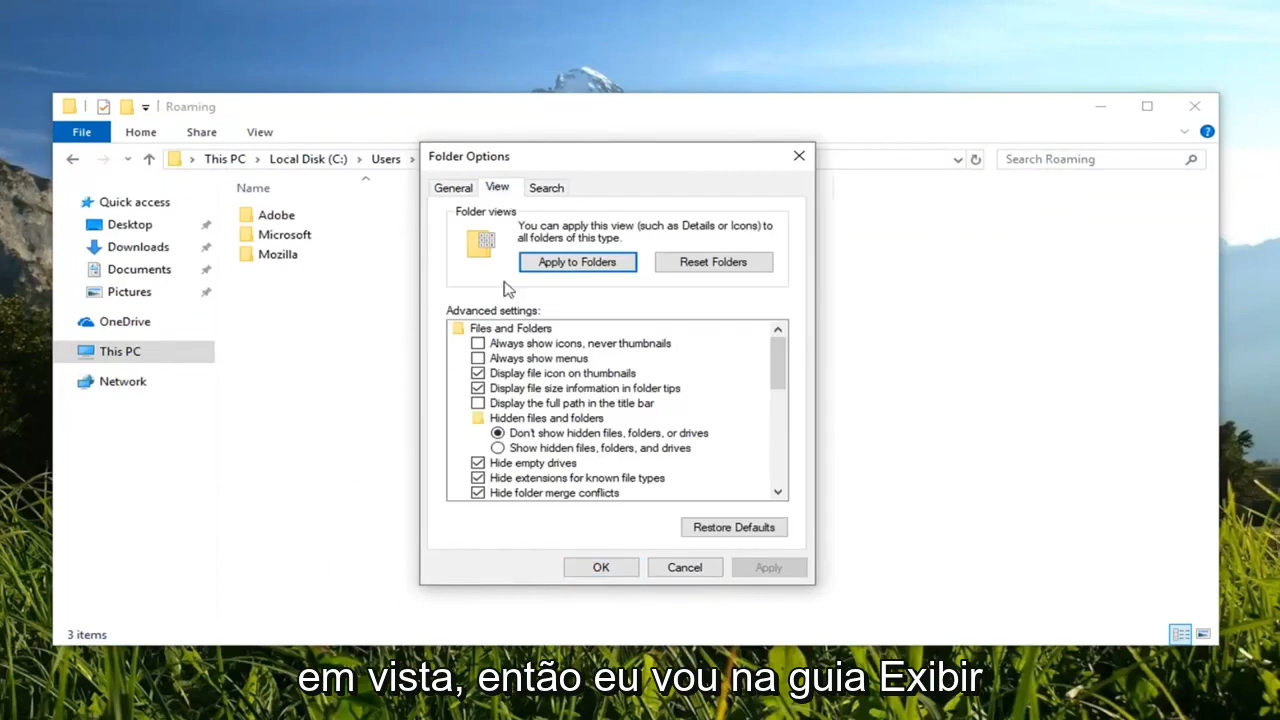 Roaming
File Home Share View
This PC Local Disk (C:) Users
Search Roaming
Quick access
Desktop
Downloads
Documents
Pictures
OneDrive
This PC
Network
Name
Adobe
Microsoft
Mozilla
3 items
Folder Options
General View Search
Folder views
You can apply this view (such as Details or Icons) to
all folders of this type.
Apply to Folders Reset Folders
Advanced settings:
Files and Folders
Always show icons, never thumbnails
Always show menus
Display file icon on thumbnails
Display file size information in folder tips
Display the full path in the title bar
Hidden files and folders
Don't show hidden files, folders, or drives
Show hidden files, folders, and drives
Hide empty drives
Hide extensions for known file types
Hide folder merge conflicts
Restore Defaults
OK Cancel Apply
em vista, então eu vou na guia Exibir